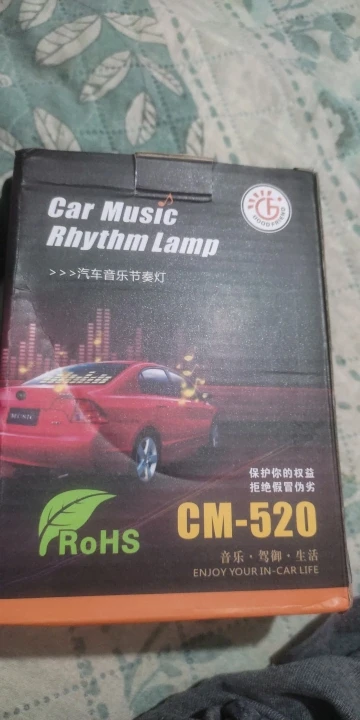 Car Music
Rhythm Lamp
>>>汽车音乐节奏灯
保护你的权益
拒绝假冒伪劣
RoHS
CM-520
音乐·驾御·生活
ENJOY YOUR IN-CAR LIFE